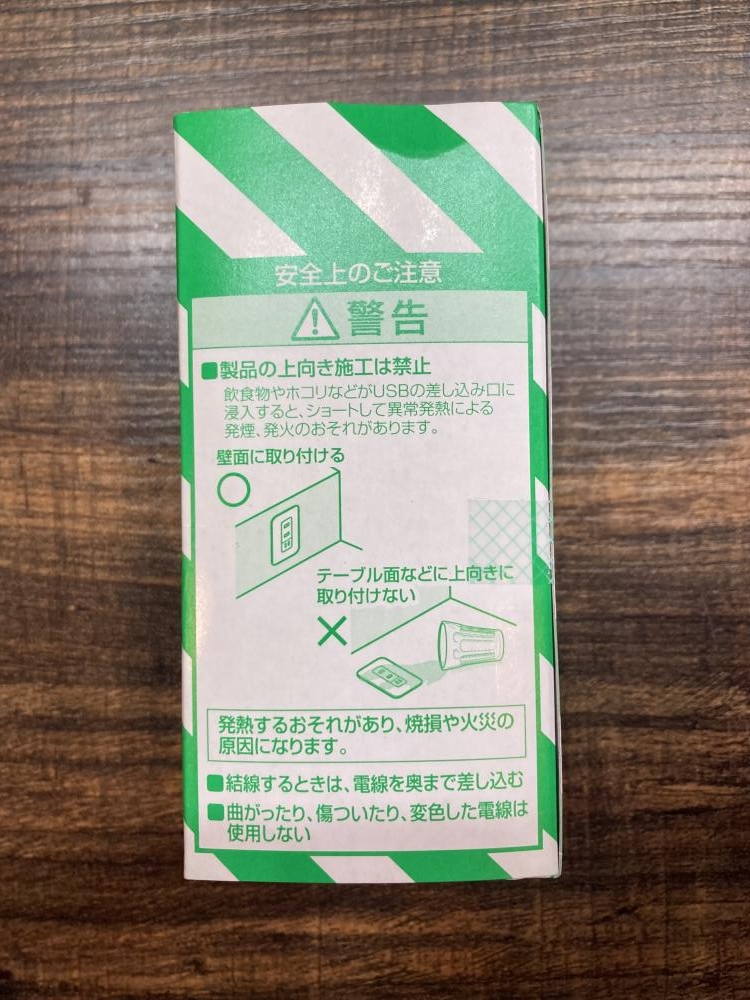 安全上のご注意
警告
■製品の上向き施工は禁止
飲食物やホコリなどがUSBの差し込み口に
浸入すると、ショートして異常発熱による
発煙、発火のおそれがあります。
壁面に取り付ける
テーブル面などに上向きに
取り付けない
発熱するおそれがあり、焼損や火災の
原因になります。
■結線するときは、電線を奥まで差し込む
■曲がったり、傷ついたり、変色した電線は
使用しない